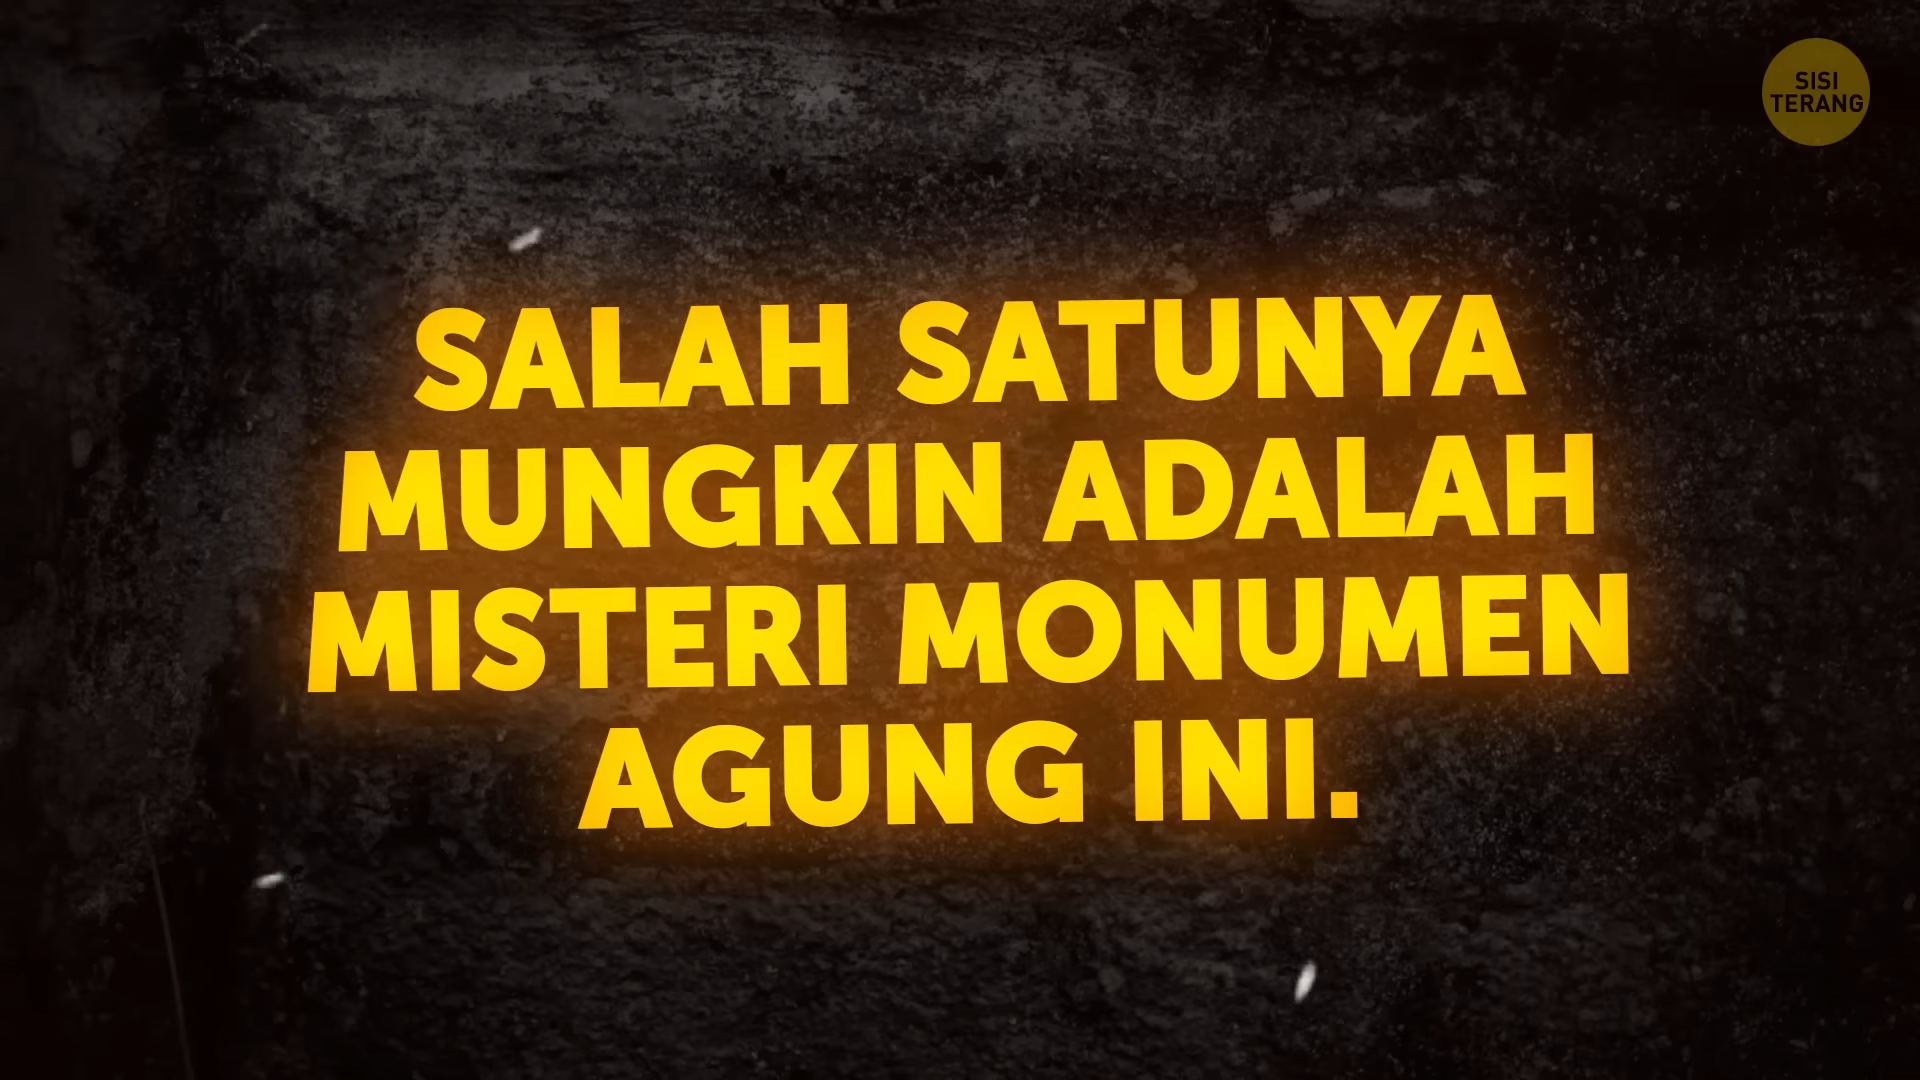 SISI
TERANG
SALAH SATUNYA
MUNGKIN ADALAH
MISTERI MONUMEN
AGUNG INI.